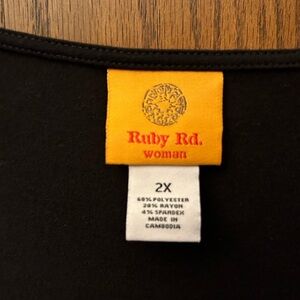 Ruby Rd.
woman
2X
68% POLYESTER
28% RAYON
4% SPANDEX
MADE IN
CAMBODIA